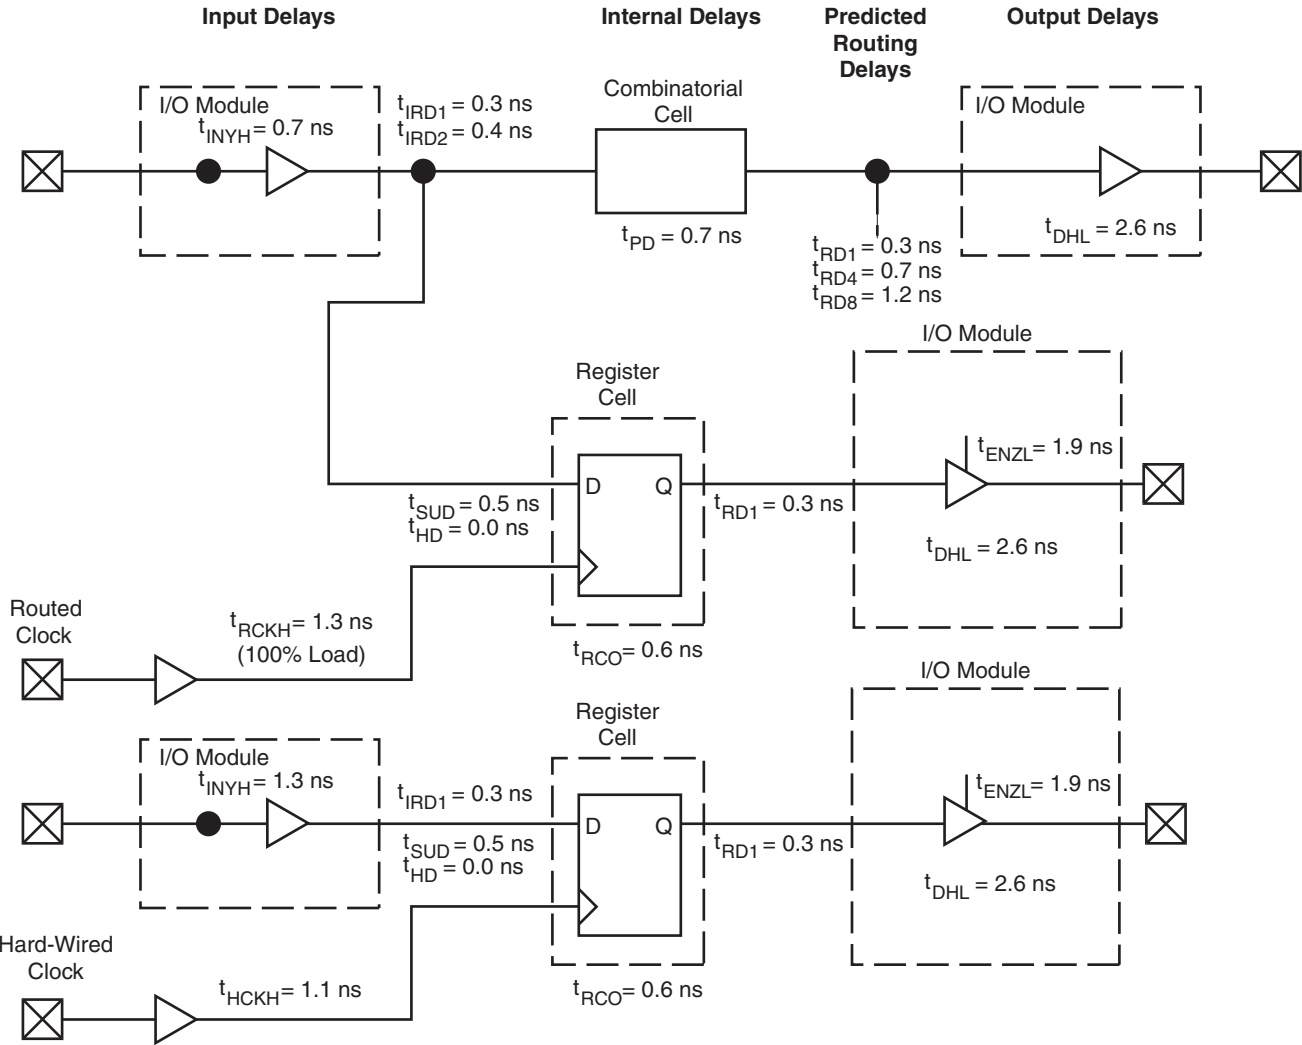 Input Delays
Internal Delays
Predicted
Routing
Delays
Output Delays
I/O Module
tINYH = 0.7 ns
tIRD1 = 0.3 ns
tIRD2 = 0.4 ns
Combinatorial
Cell
tPD = 0.7 ns
I/O Module
tDHL = 2.6 ns
tRD1 = 0.3 ns
tRD4 = 0.7 ns
tRD8 = 1.2 ns
I/O Module
Register
Cell
tENZL = 1.9 ns
D
Q
tSUD = 0.5 ns
tHD = 0.0 ns
tRD1 = 0.3 ns
tDHL = 2.6 ns
Routed
Clock
tRCKH = 1.3 ns
(100% Load)
tRCO = 0.6 ns
I/O Module
Register
Cell
I/O Module
tINYH = 1.3 ns
tIRD1 = 0.3 ns
tENZL = 1.9 ns
D
Q
tSUD = 0.5 ns
tHD = 0.0 ns
tRD1 = 0.3 ns
tDHL = 2.6 ns
Hard-Wired
Clock
tHCKH = 1.1 ns
tRCO = 0.6 ns